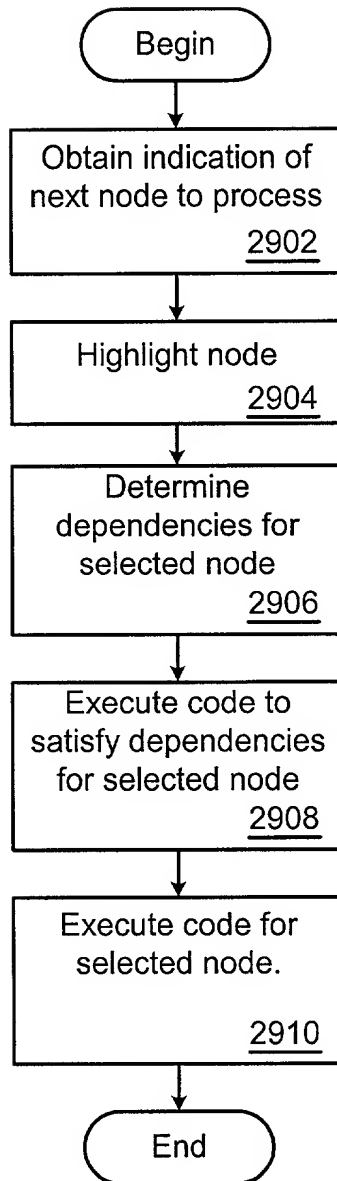 Begin
Obtain indication of
next node to process
2902
Highlight node
2904
Determine
dependencies for
selected node
2906
Execute code to
satisfy dependencies
for selected node
2908
Execute code for
selected node.
2910
End